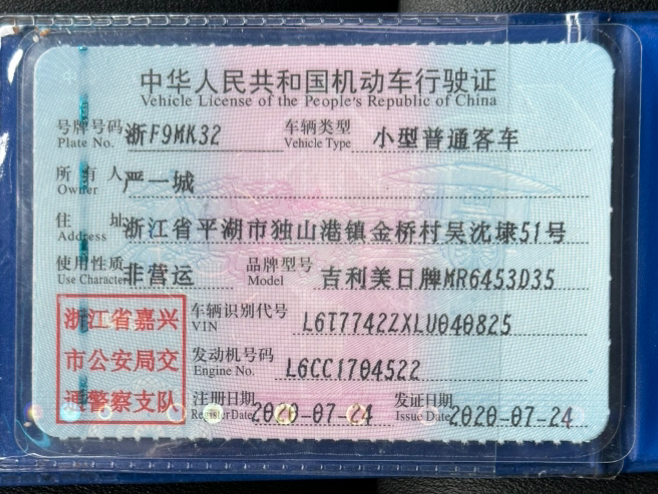 中华人民共和国机动车行驶证
Vehicle License of the People's Republic of China
号牌号码 浙F9MK32 车辆类型 小型普通客车
Plate No. Vehicle Type
所有人 严一城
Owner
住址 浙江省平湖市独山港镇金桥村吴沈埭51号
Address
使用性质 非营运 品牌型号 吉利美日牌MR6453D35
Use Character Model
浙江省嘉兴
市公安局交
通警察支队
车辆识别代号 L6T7742ZXLU040825
VIN
发动机号码 L6CC1704522
Engine No.
注册日期 2020-07-24 发证日期 2020-07-24
Register Date Issue Date